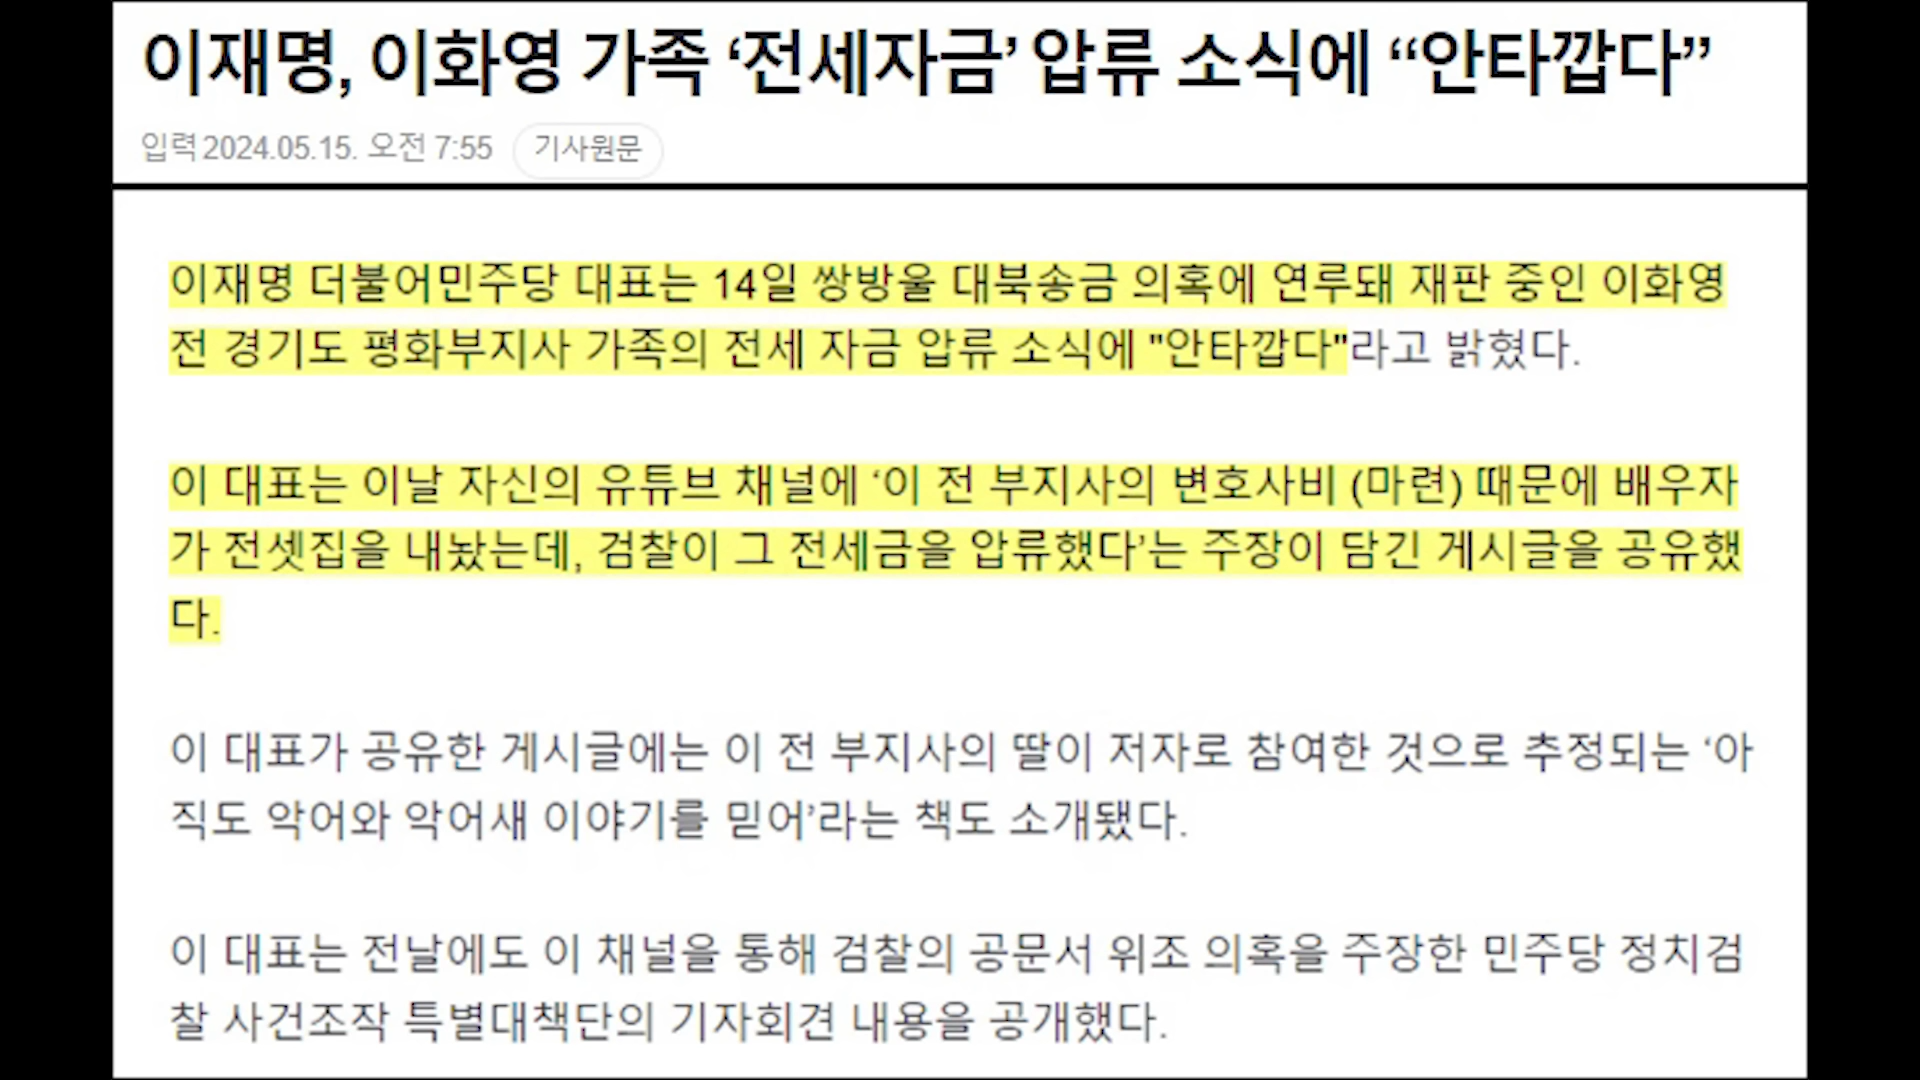 이재명, 이화영 가족 ‘전세자금’ 압류 소식에 “안타깝다”
입력 2024.05.15. 오전 7:55 기사원문
이재명 더불어민주당 대표는 14일 쌍방울 대북송금 의혹에 연루돼 재판 중인 이화영
전 경기도 평화부지사 가족의 전세 자금 압류 소식에 "안타깝다"라고 밝혔다.
이 대표는 이날 자신의 유튜브 채널에 ‘이 전 부지사의 변호사비 (마련) 때문에 배우자
가 전셋집을 내놨는데, 검찰이 그 전세금을 압류했다’는 주장이 담긴 게시글을 공유했
다.
이 대표가 공유한 게시글에는 이 전 부지사의 딸이 저자로 참여한 것으로 추정되는 ‘아
직도 악어와 악어새 이야기를 믿어’라는 책도 소개됐다.
이 대표는 전날에도 이 채널을 통해 검찰의 공문서 위조 의혹을 주장한 민주당 정치검
찰 사건조작 특별대책단의 기자회견 내용을 공개했다.